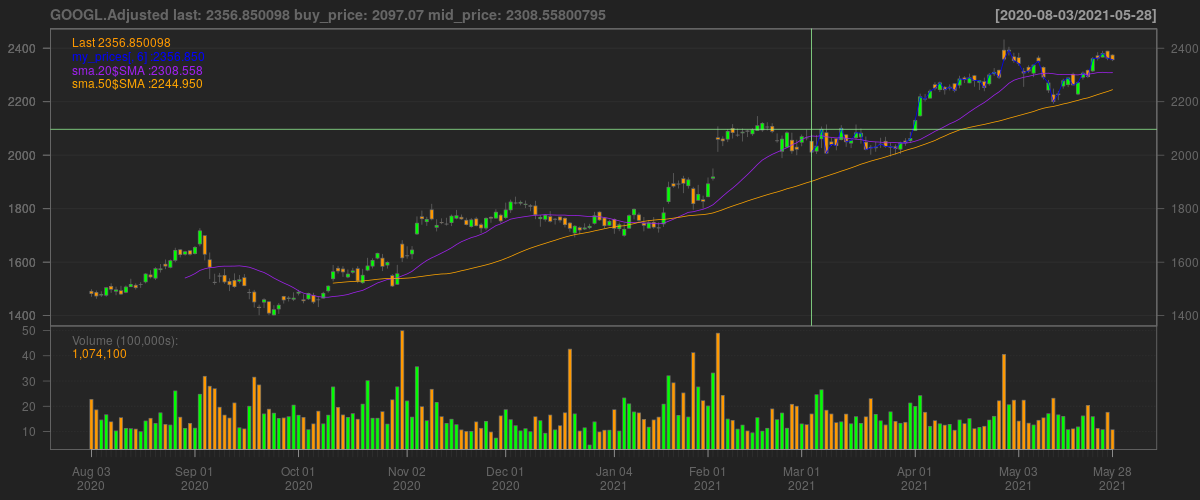 GOOGL.Adjusted last: 2356.850098 buy_price: 2097.07 mid_price: 2308.55800795
[2020-08-03/2021-05-28]
Last 2356.850098
sma.20$SMA :2308.558
sma.50$SMA :2244.950
2400 2400
2200 2200
2000 2000
1800 1800
1600 1600
1400 1400
Volume (100,000s):
1,074,100
50
40
30
20
10
Aug 03 Sep 01 Oct 01 Nov 02 Dec 01 Jan 04 Feb 01 Mar 01 Apr 01 May 03 May 28
2020 2020 2020 2020 2020 2021 2021 2021 2021 2021 2021